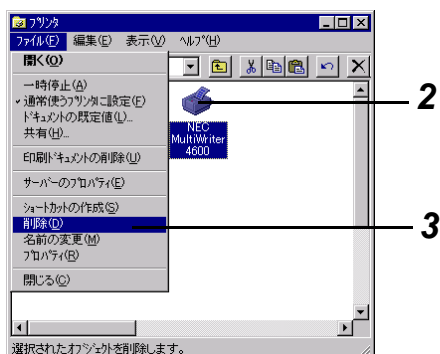 プリンタ
ファイル(F) 編集(E) 表示(V) ヘルプ(H)
開く(O)
一時停止(A)
通常使うプリンタに設定(F)
ドキュメントの既定値(L)...
共有(H)...
印刷ドキュメントの削除(U)
サーバーのプロパティ(E)
ショートカットの作成(S)
削除(D)
名前の変更(M)
プロパティ(R)
閉じる(C)
NEC
MultiWriter
4600
2
3
選択されたオブジェクトを削除します。